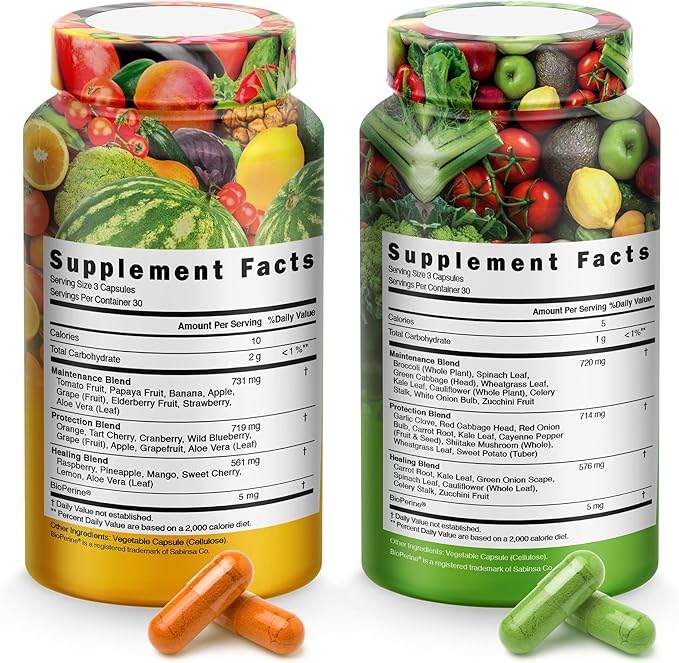 Supplement Facts
Serving Size 3 Capsules
Servings Per Container 30
Amount Per Serving %Daily Value
Calories 10
Total Carbohydrate 2 g <1%**
Maintenance Blend 731 mg †
Tomato Fruit, Papaya Fruit, Banana, Apple,
Grape (Fruit), Elderberry Fruit, Strawberry,
Aloe Vera (Leaf)
Protection Blend 719 mg †
Orange, Tart Cherry, Cranberry, Wild Blueberry,
Grape (Fruit), Apple, Grapefruit, Aloe Vera (Leaf)
Healing Blend 561 mg †
Raspberry, Pineapple, Mango, Sweet Cherry,
Lemon, Aloe Vera (Leaf)
BioPerine® 5 mg †
† Daily Value not established.
** Percent Daily Value are based on a 2,000 calorie diet.
Other Ingredients: Vegetable Capsule (Cellulose).
BioPerine® is a registered trademark of Sabinsa Co.
Supplement Facts
Serving Size 3 Capsules
Servings Per Container 30
Amount Per Serving %Daily Value
Calories 5
Total Carbohydrate 1 g <1%**
Maintenance Blend 720 mg †
Broccoli (Whole Plant), Spinach Leaf,
Green Cabbage (Head), Wheatgrass Leaf,
Kale Leaf, Cauliflower (Whole Plant), Celery
Stalk, White Onion Bulb, Zucchini Fruit
Protection Blend 714 mg †
Garlic Clove, Red Cabbage Head, Red Onion
Bulb, Carrot Root, Kale Leaf, Cayenne Pepper
(Fruit & Seed), Shiitake Mushroom (Whole),
Wheatgrass Leaf, Sweet Potato (Tuber)
Healing Blend 576 mg †
Carrot Root, Kale Leaf, Green Onion Scape,
Spinach Leaf, Cauliflower (Whole Leaf),
Celery Stalk, Zucchini Fruit
BioPerine® 5 mg †
† Daily Value not established.
** Percent Daily Value are based on a 2,000 calorie diet.
Other Ingredients: Vegetable Capsule (Cellulose).
BioPerine® is a registered trademark of Sabinsa Co.